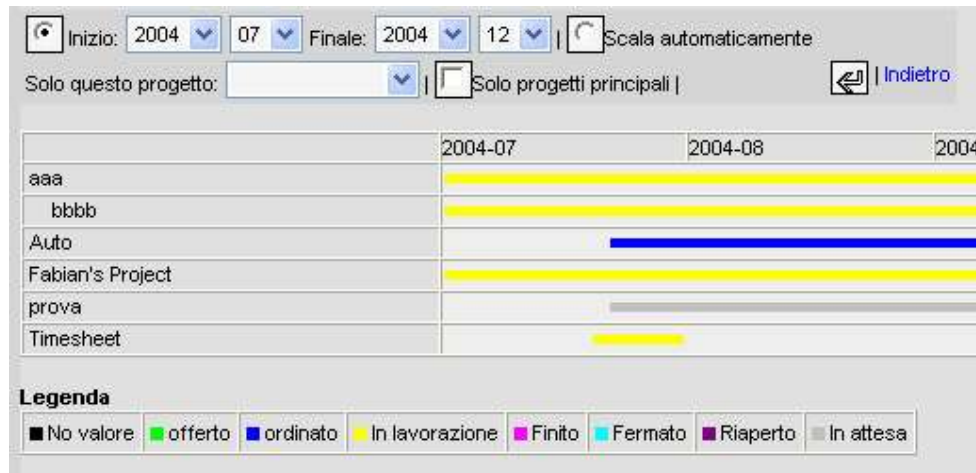 Inizio: 2004 07 Finale: 2004 12 | Scala automaticamente
Solo questo progetto: | Solo progetti principali | | Indietro
2004-07 2004-08 2004
aaa
bbbb
Auto
Fabian's Project
prova
Timesheet
Legenda
No valore offerto ordinato In lavorazione Finito Fermato Riaperto In attesa